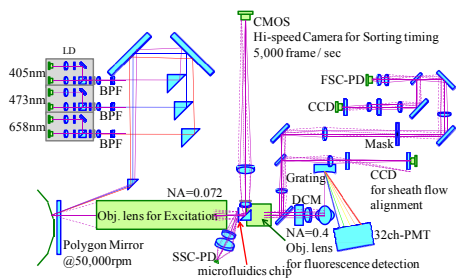 CMOS
Hi-speed Camera for Sorting timing
5,000 frame / sec
LD
405nm
BPF
473nm
BPF
658nm
BPF
FSC-PD
CCD
Mask
Grating
CCD
for sheath flow
alignment
NA=0.072
Obj. lens for Excitation
DCM
NA=0.4
32ch-PMT
Obj. lens
for fluorescence detection
Polygon Mirror
@50,000rpm
SSC-PD
microfluidics chip